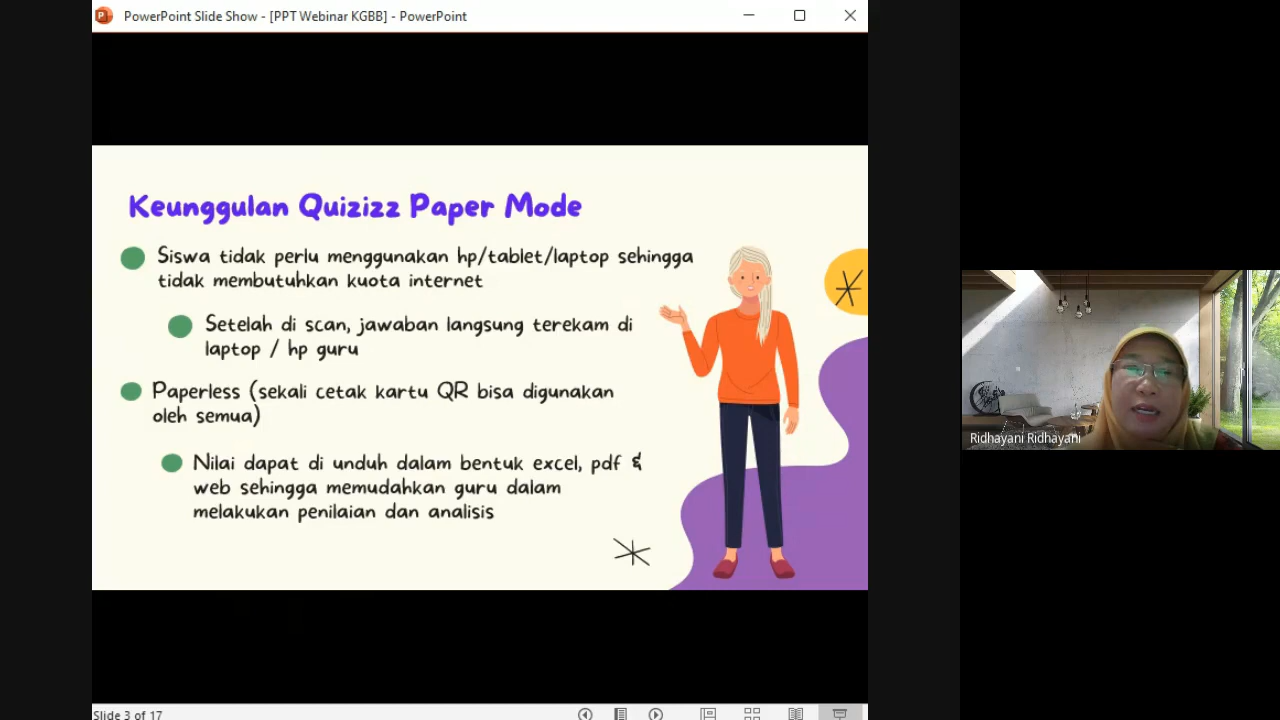 PowerPoint Slide Show - [PPT Webinar KGBB] - PowerPoint
Keunggulan Quizizz Paper Mode
Siswa tidak perlu menggunakan hp/tablet/laptop sehingga
tidak membutuhkan kuota internet
Setelah di scan, jawaban langsung terekam di
laptop / hp guru
Paperless (sekali cetak kartu QR bisa digunakan
oleh semua)
Nilai dapat di unduh dalam bentuk excel, pdf &
web sehingga memudahkan guru dalam
melakukan penilaian dan analisis
Ridhayani Ridhayani
Slide 3 of 17